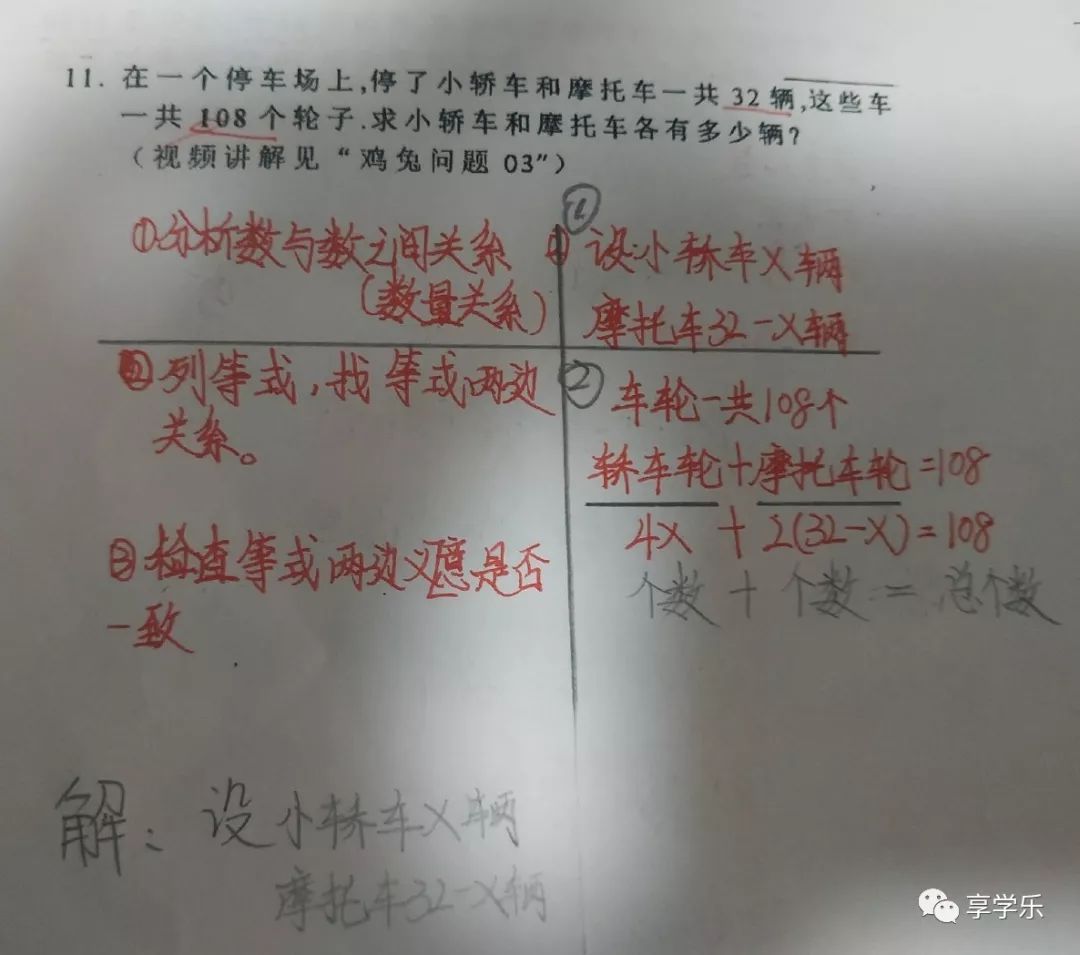 11. 在一个停车场上,停了小轿车和摩托车一共 32 辆,这些车
一共 108 个轮子.求小轿车和摩托车各有多少辆?
(视频讲解见“鸡兔问题 03”)
①分析数与数之间关系
(数量关系)
②列等式,找等式两边
关系。
③检查等式两边义意是否
一致
①设小轿车X辆
摩托车32-X辆
②车轮一共108个
轿车轮+摩托车轮=108
4X + 2(32-X)=108
个数 + 个数 = 总个数
解:设小轿车X辆
摩托车32-X辆
享学乐